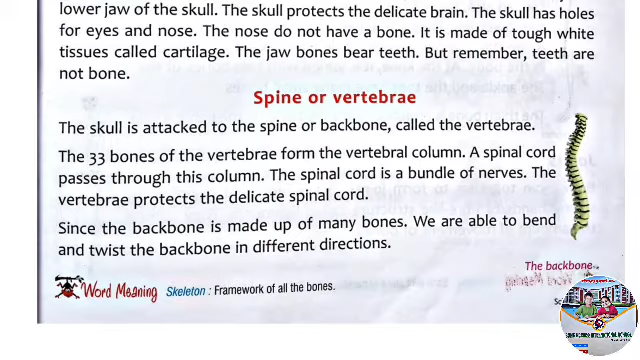 lower jaw of the skull. The skull protects the delicate brain. The skull has holes
for eyes and nose. The nose do not have a bone. It is made of tough white
tissues called cartilage. The jaw bones bear teeth. But remember, teeth are
not bone.
Spine or vertebrae
The skull is attacked to the spine or backbone, called the vertebrae.
The 33 bones of the vertebrae form the vertebral column. A spinal cord
passes through this column. The spinal cord is a bundle of nerves. The
vertebrae protects the delicate spinal cord.
Since the backbone is made up of many bones. We are able to bend
and twist the backbone in different directions.
The backbone
Word Meaning Skeleton : Framework of all the bones.